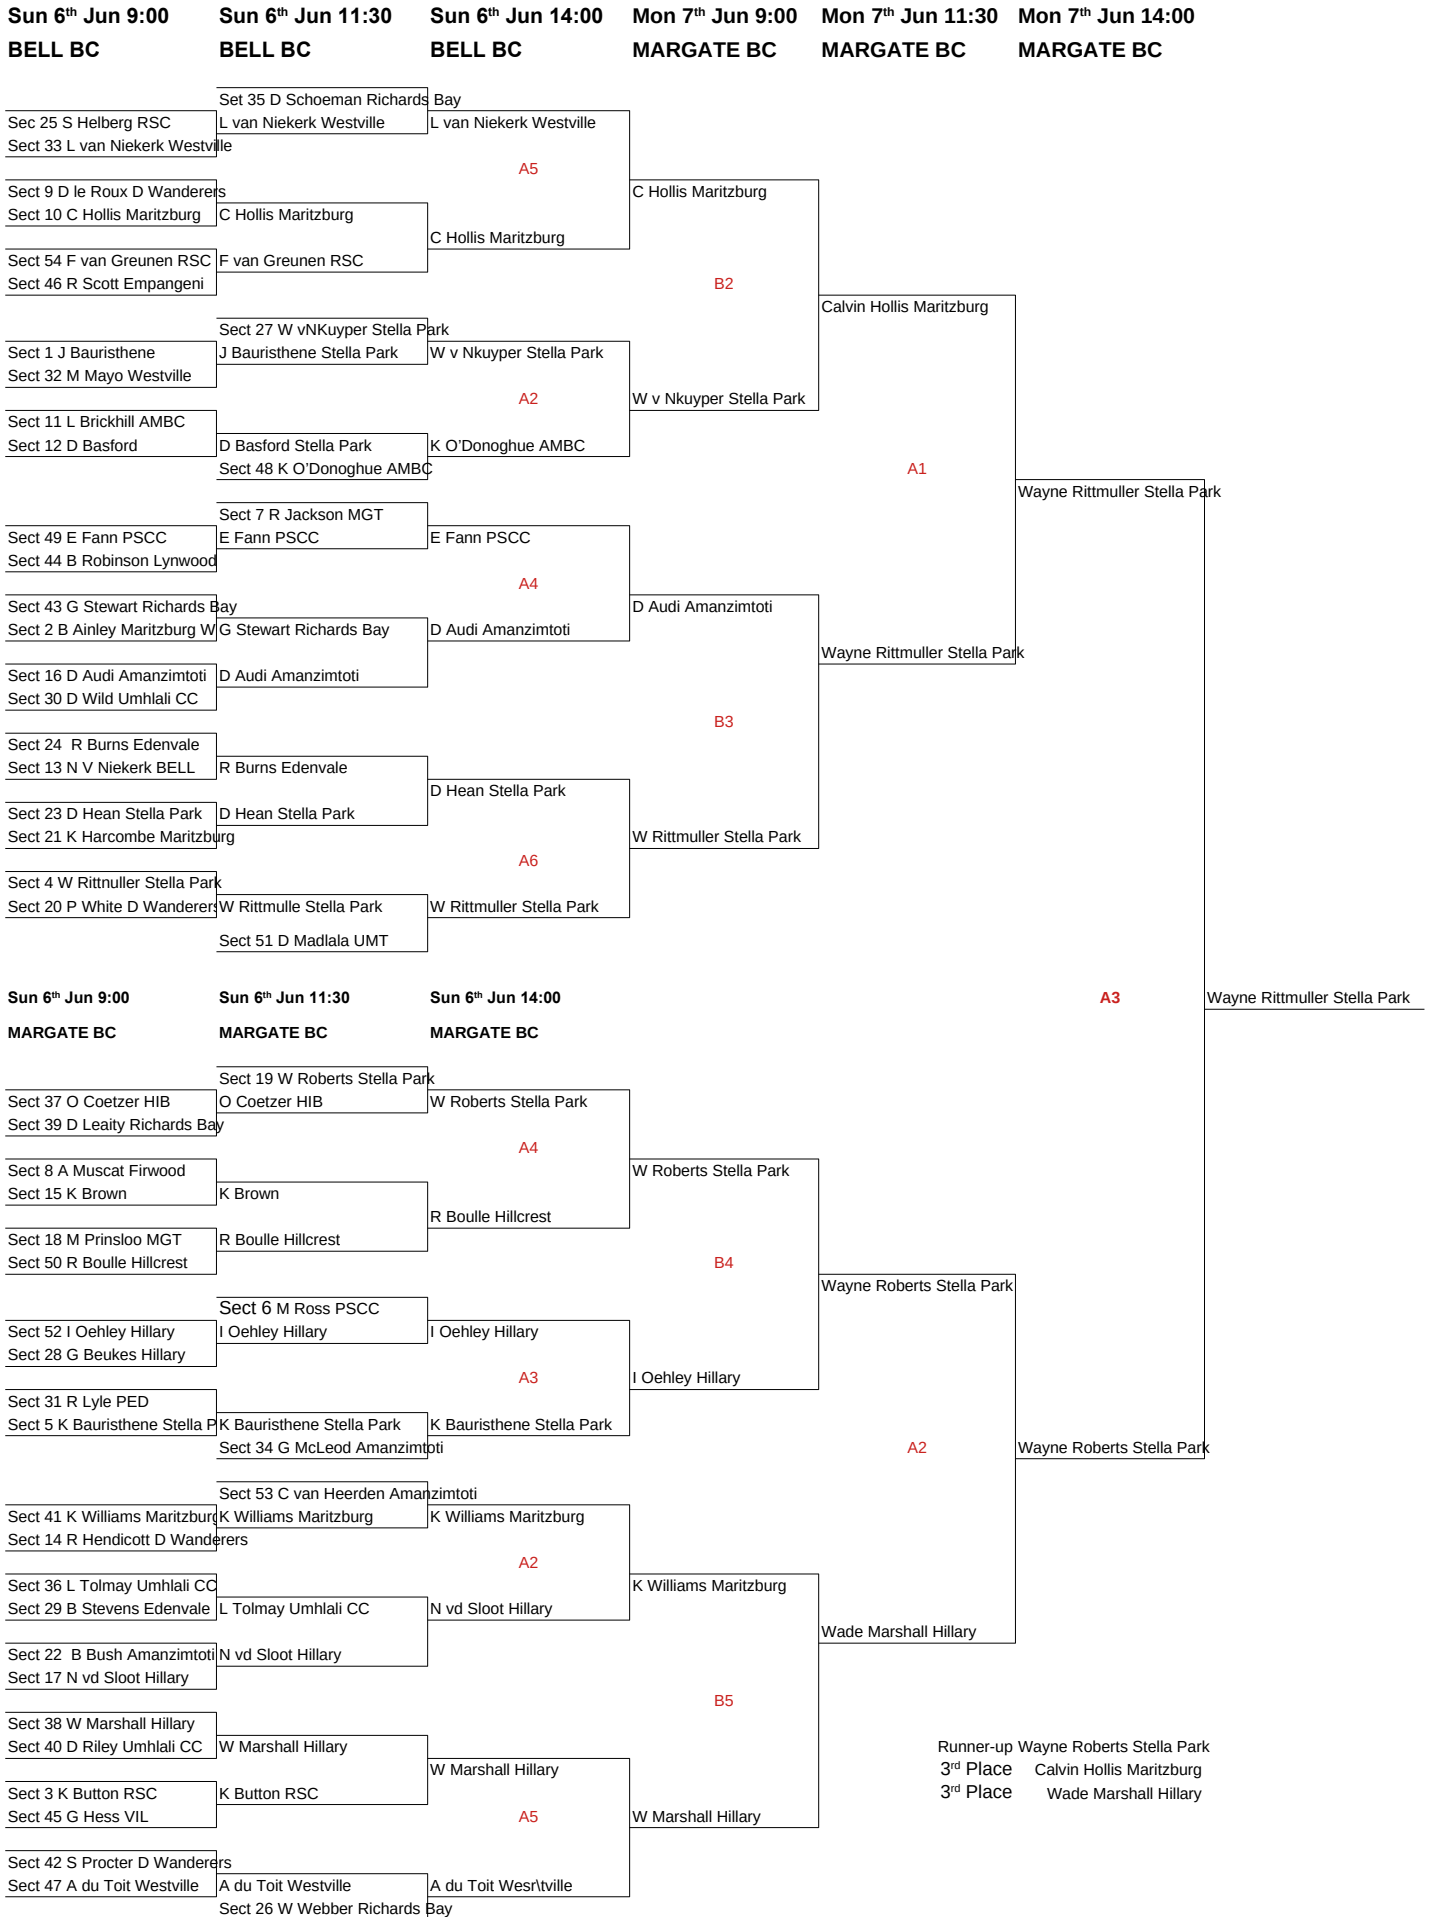 Sun 6th Jun 9:00 Sun 6th Jun 11:30 Sun 6th Jun 14:00 Mon 7th Jun 9:00 Mon 7th Jun 11:30 Mon 7th Jun 14:00
BELL BC BELL BC BELL BC MARGATE BC MARGATE BC MARGATE BC
Set 35 D Schoeman Richards Bay
Sec 25 S Helberg RSC L van Niekerk Westville L van Niekerk Westville
Sect 33 L van Niekerk Westville
A5
Sect 9 D le Roux D Wanderers C Hollis Maritzburg
Sect 10 C Hollis Maritzburg C Hollis Maritzburg
C Hollis Maritzburg
Sect 54 F van Greunen RSC F van Greunen RSC
Sect 46 R Scott Empangeni B2
Calvin Hollis Maritzburg
Sect 27 W vNKuyper Stella Park
Sect 1 J Bauristhene J Bauristhene Stella Park W v Nkuyper Stella Park
Sect 32 M Mayo Westville
A2 W v Nkuyper Stella Park
Sect 11 L Brickhill AMBC
Sect 12 D Basford D Basford Stella Park K O’Donoghue AMBC
Sect 48 K O’Donoghue AMBC A1
Wayne Rittmuller Stella Park
Sect 7 R Jackson MGT
Sect 49 E Fann PSCC E Fann PSCC E Fann PSCC
Sect 44 B Robinson Lynwood
A4
Sect 43 G Stewart Richards Bay D Audi Amanzimtoti
Sect 2 B Ainley Maritzburg W G Stewart Richards Bay D Audi Amanzimtoti
Wayne Rittmuller Stella Park
Sect 16 D Audi Amanzimtoti D Audi Amanzimtoti
Sect 30 D Wild Umhlali CC
B3
Sect 24 R Burns Edenvale
Sect 13 N V Niekerk BELL R Burns Edenvale
D Hean Stella Park
Sect 23 D Hean Stella Park D Hean Stella Park
Sect 21 K Harcombe Maritzburg W Rittmuller Stella Park
A6
Sect 4 W Rittnuller Stella Park
Sect 20 P White D Wanderers W Rittmulle Stella Park W Rittmuller Stella Park
Sect 51 D Madlala UMT
Sun 6th Jun 9:00 Sun 6th Jun 11:30 Sun 6th Jun 14:00 A3 Wayne Rittmuller Stella Park
MARGATE BC MARGATE BC MARGATE BC
Sect 19 W Roberts Stella Park
Sect 37 O Coetzer HIB O Coetzer HIB W Roberts Stella Park
Sect 39 D Leaity Richards Bay
A4
Sect 8 A Muscat Firwood W Roberts Stella Park
Sect 15 K Brown K Brown
R Boulle Hillcrest
Sect 18 M Prinsloo MGT R Boulle Hillcrest
Sect 50 R Boulle Hillcrest B4
Wayne Roberts Stella Park
Sect 6 M Ross PSCC
Sect 52 I Oehley Hillary I Oehley Hillary I Oehley Hillary
Sect 28 G Beukes Hillary
A3 I Oehley Hillary
Sect 31 R Lyle PED
Sect 5 K Bauristhene Stella P K Bauristhene Stella Park K Bauristhene Stella Park
Sect 34 G McLeod Amanzimtoti A2 Wayne Roberts Stella Park
Sect 53 C van Heerden Amanzimtoti
Sect 41 K Williams Maritzburg K Williams Maritzburg K Williams Maritzburg
Sect 14 R Hendicott D Wanderers
A2
Sect 36 L Tolmay Umhlali CC K Williams Maritzburg
Sect 29 B Stevens Edenvale L Tolmay Umhlali CC N vd Sloot Hillary
Wade Marshall Hillary
Sect 22 B Bush Amanzimtoti N vd Sloot Hillary
Sect 17 N vd Sloot Hillary
B5
Sect 38 W Marshall Hillary
Sect 40 D Riley Umhlali CC W Marshall Hillary Runner-up Wayne Roberts Stella Park
W Marshall Hillary 3rd Place Calvin Hollis Maritzburg
Sect 3 K Button RSC K Button RSC 3rd Place Wade Marshall Hillary
Sect 45 G Hess VIL A5 W Marshall Hillary
Sect 42 S Procter D Wanderers
Sect 47 A du Toit Westville A du Toit Westville A du Toit Wesr\tville
Sect 26 W Webber Richards Bay